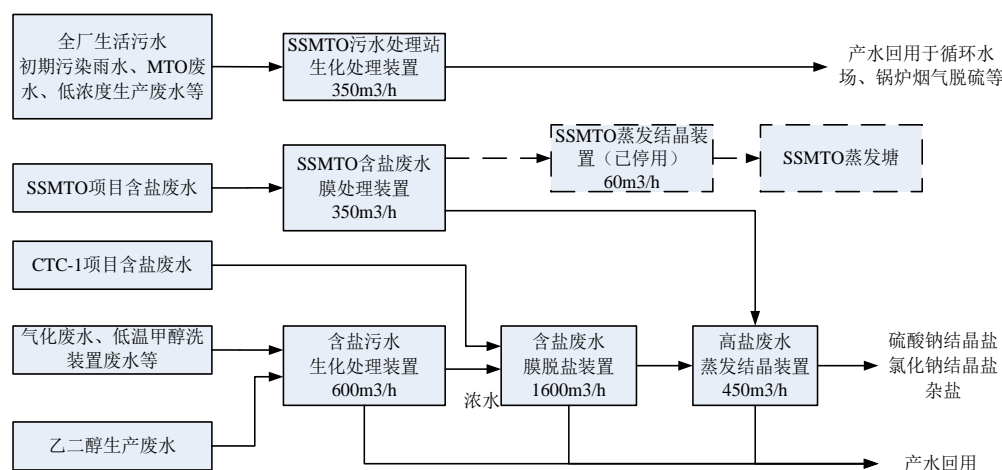 全厂生活污水
初期污染雨水、MTO废
水、低浓度生产废水等
SSMTO污水处理站
生化处理装置
350m3/h
产水回用于循环水
场、锅炉烟气脱硫等
SSMTO项目含盐废水
SSMTO含盐废水
膜处理装置
350m3/h
SSMTO蒸发结晶装
置（己停用）
60m3/h
SSMTO蒸发塘
CTC-1项目含盐废水
气化废水、低温甲醇洗
装置废水等
含盐污水
生化处理装置
600m3/h
浓水
含盐废水
膜脱盐装置
1600m3/h
高盐废水
蒸发结晶装置
450m3/h
硫酸钠结晶盐
氯化钠结晶盐
杂盐
乙二醇生产废水
产水回用